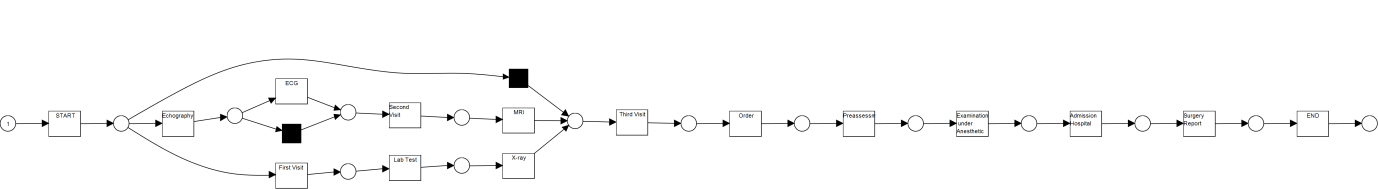 ECG
Second
Visit
MRI
1
START
Echography
Third Visit
Order
Preassessm
Examination
under
Anesthetic
Admission
Hospital
Surgery
Report
END
First Visit
Lab Test
X-ray